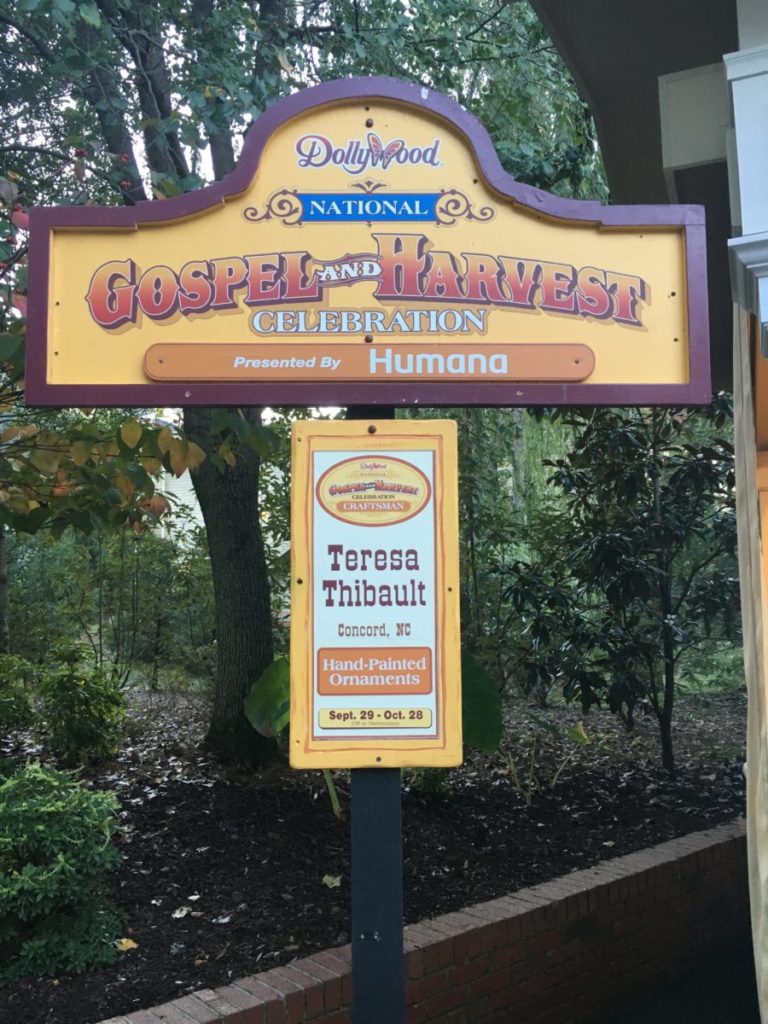 Dollywood
NATIONAL
GOSPEL AND HARVEST
CELEBRATION
Presented By Humana
Dollywood
NATIONAL
GOSPEL AND HARVEST
CELEBRATION
CRAFTSMAN
Teresa
Thibault
Concord, NC
Hand-Painted
Ornaments
Sept. 29 - Oct. 28